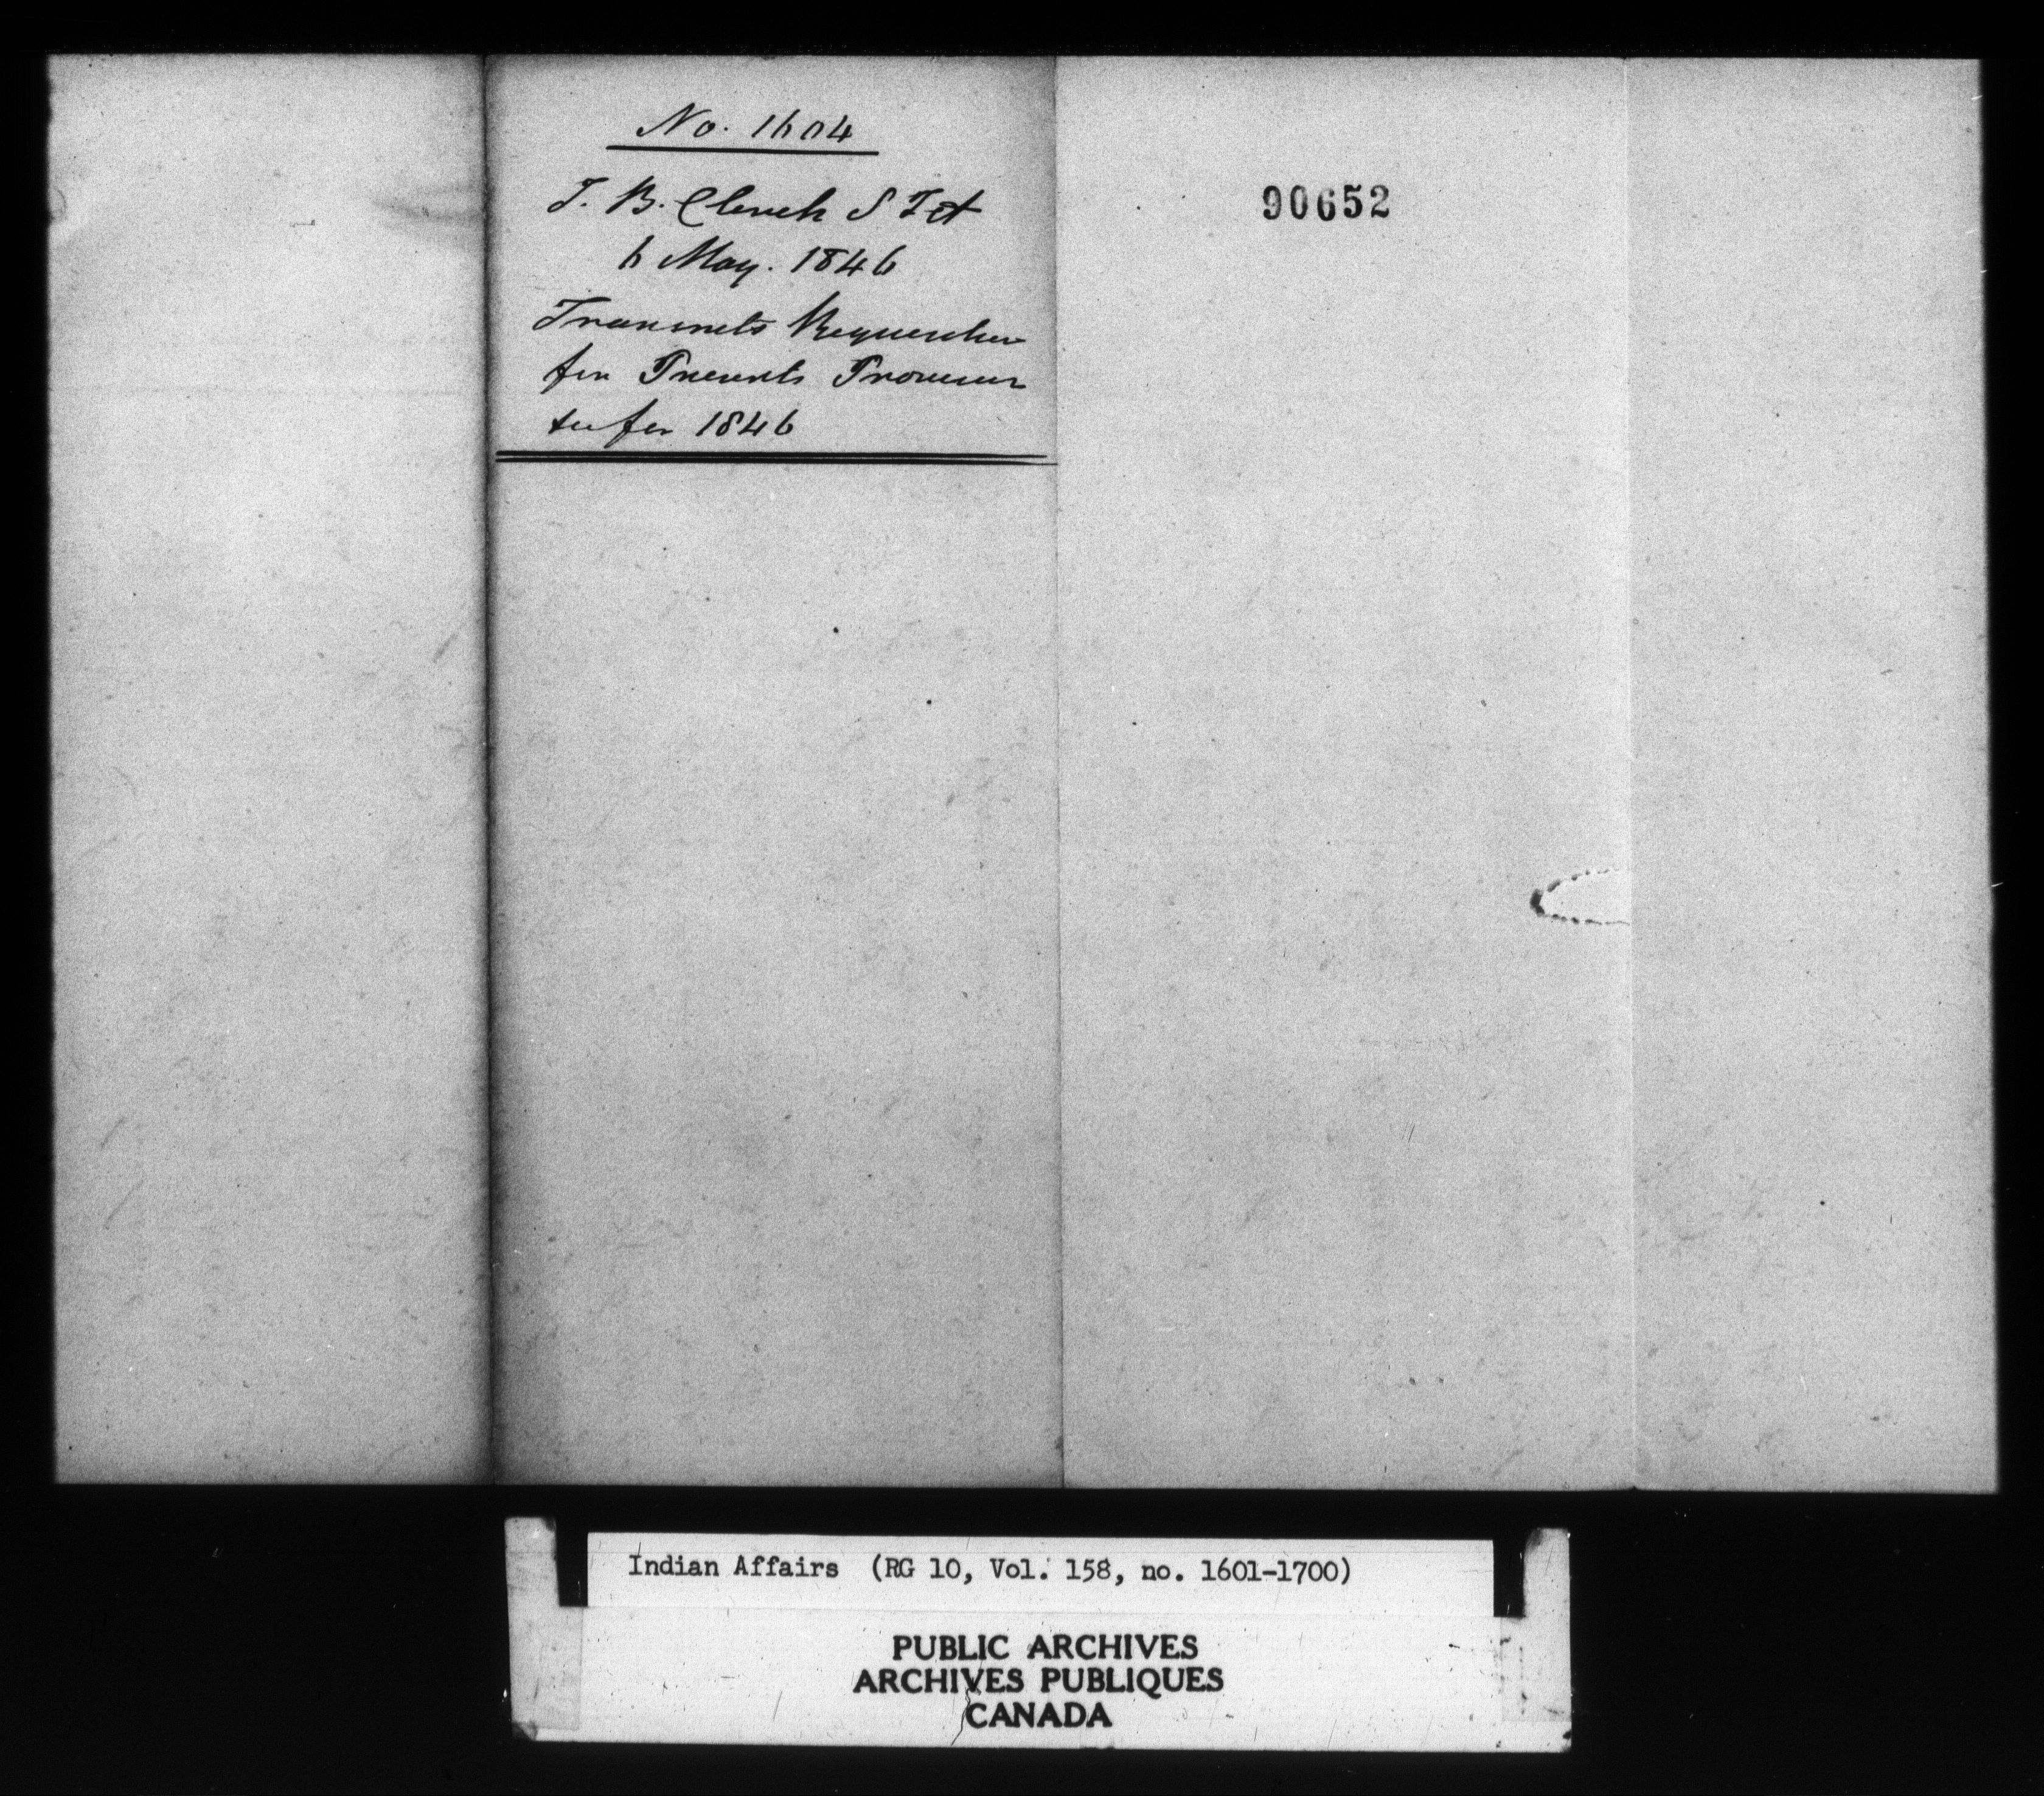 No. 1604
J. B. Clench S I A
6 May. 1846
Transmits Requisition
for Presents Provision
&c for 1846
90652
Indian Affairs (RG 10, Vol. 158, no. 1601-1700)
PUBLIC ARCHIVES
ARCHIVES PUBLIQUES
CANADA